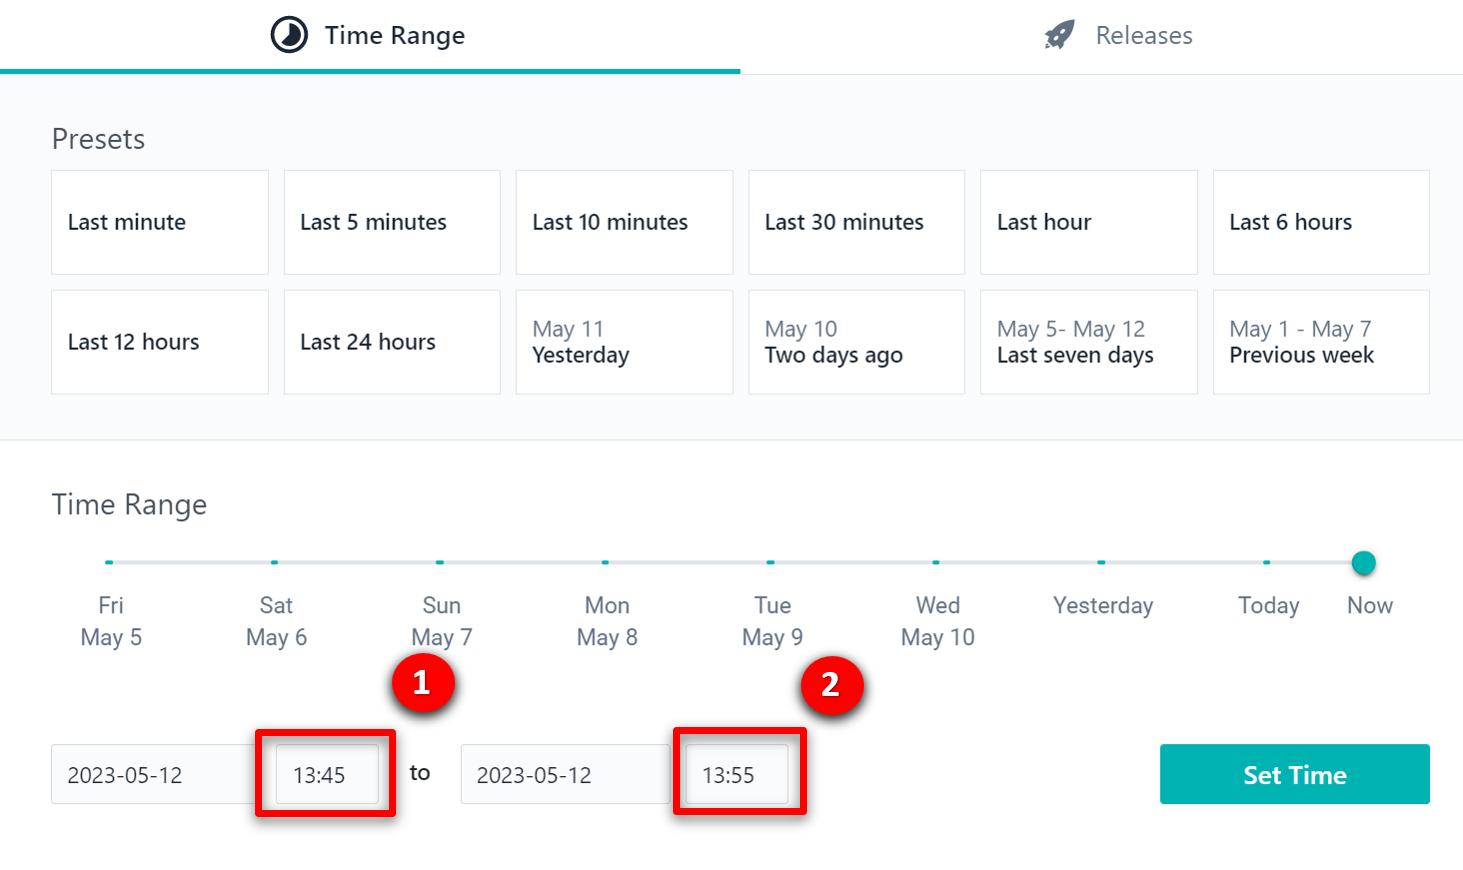 Time Range
Releases
Presets
Last minute
Last 5 minutes
Last 10 minutes
Last 30 minutes
Last hour
Last 6 hours
Last 12 hours
Last 24 hours
May 11
Yesterday
May 10
Two days ago
May 5- May 12
Last seven days
May 1 - May 7
Previous week
Time Range
Fri
May 5
Sat
May 6
Sun
May 7
Mon
May 8
Tue
May 9
Wed
May 10
Yesterday
Today
Now
1
2
2023-05-12
13:45
to
2023-05-12
13:55
Set Time